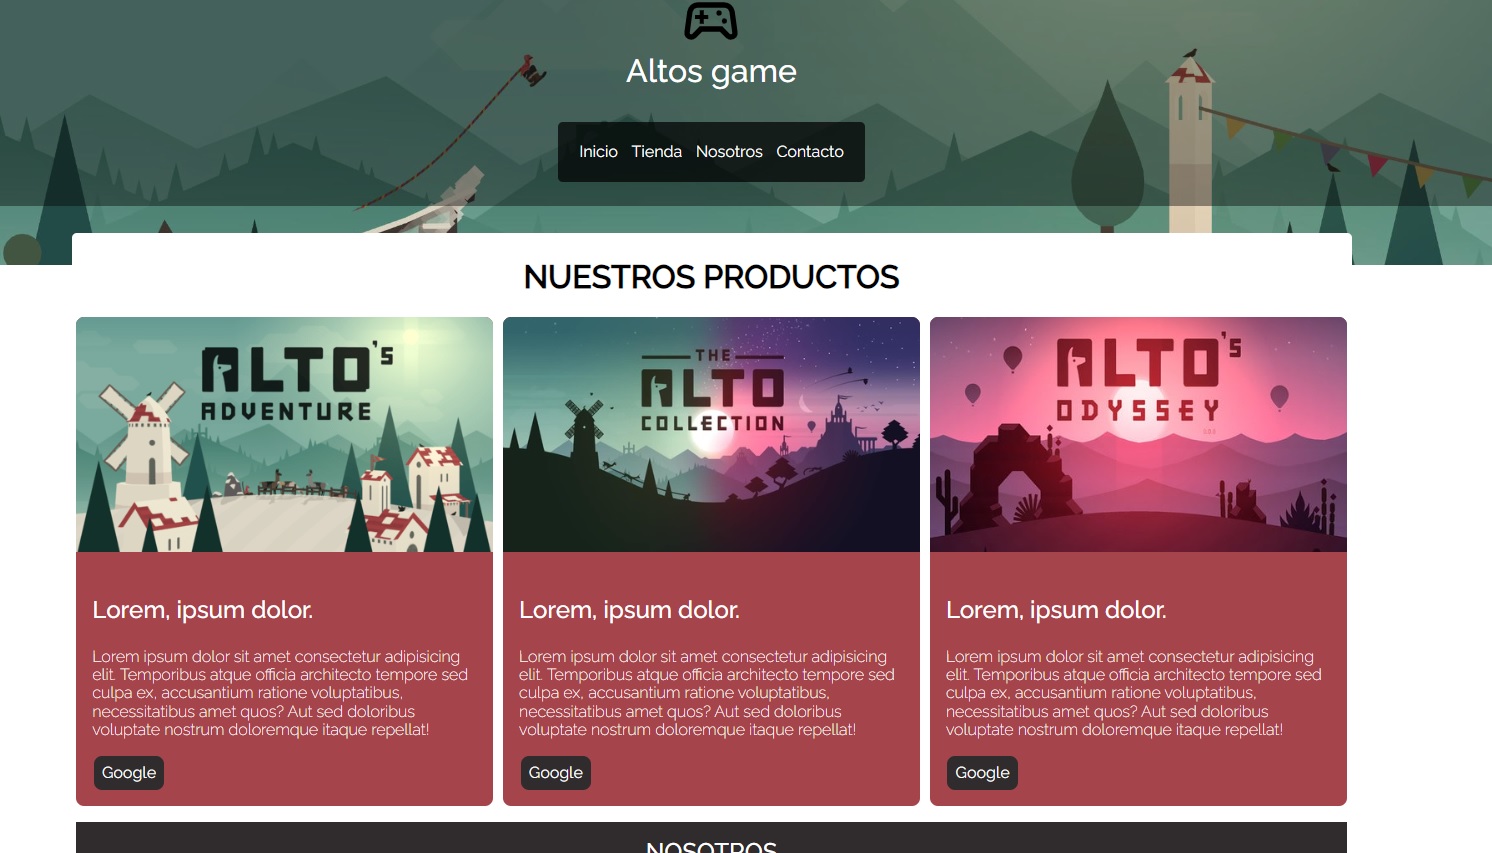 Altos game
Inicio Tienda Nosotros Contacto
NUESTROS PRODUCTOS
ALTO'S
ADVENTURE
THE
ALTO
COLLECTION
ALTO'S
ODYSSEY
Lorem, ipsum dolor.
Lorem ipsum dolor sit amet consectetur adipisicing
elit. Temporibus atque officia architecto tempore sed
culpa ex, accusantium ratione voluptatibus,
necessitatibus amet quos? Aut sed doloribus
voluptate nostrum doloremque itaque repellat!
Google
Lorem, ipsum dolor.
Lorem ipsum dolor sit amet consectetur adipisicing
elit. Temporibus atque officia architecto tempore sed
culpa ex, accusantium ratione voluptatibus,
necessitatibus amet quos? Aut sed doloribus
voluptate nostrum doloremque itaque repellat!
Google
Lorem, ipsum dolor.
Lorem ipsum dolor sit amet consectetur adipisicing
elit. Temporibus atque officia architecto tempore sed
culpa ex, accusantium ratione voluptatibus,
necessitatibus amet quos? Aut sed doloribus
voluptate nostrum doloremque itaque repellat!
Google
NOSOTROS